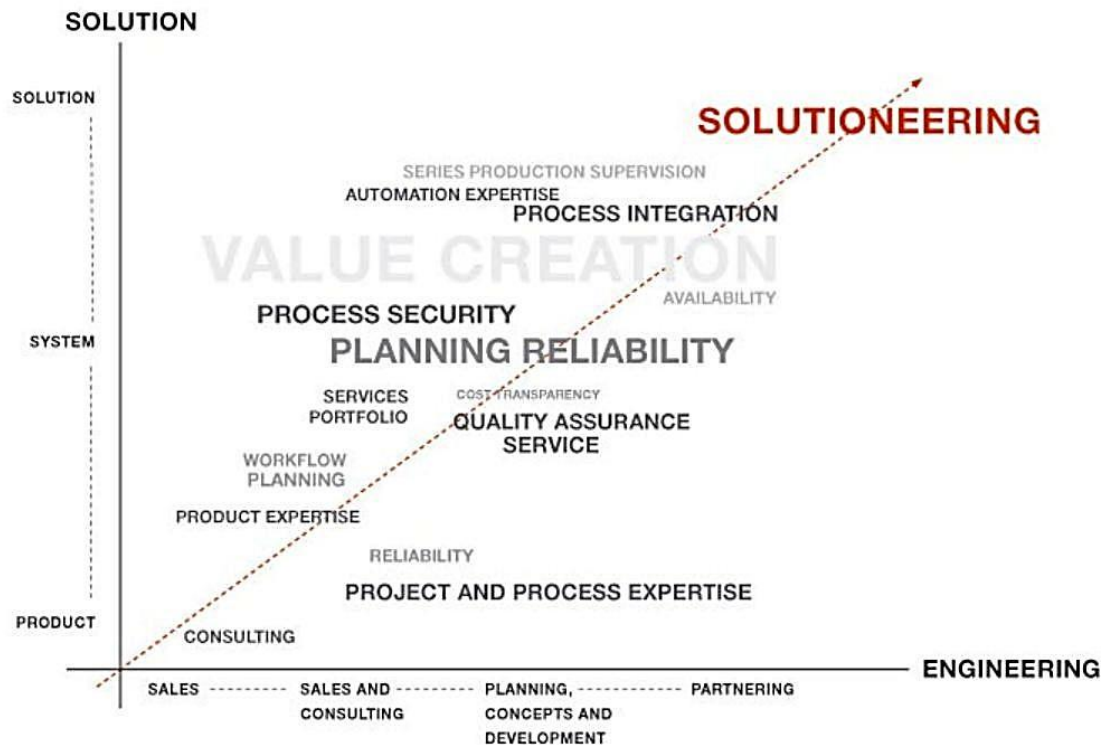 SOLUTION
SOLUTION
SOLUTIONEERING
SERIES PRODUCTION SUPERVISION
AUTOMATION EXPERTISE
PROCESS INTEGRATION
VALUE CREATION
AVAILABILITY
PROCESS SECURITY
SYSTEM
PLANNING RELIABILITY
SERVICES
PORTFOLIO
COST TRANSPARENCY
QUALITY ASSURANCE
SERVICE
WORKFLOW
PLANNING
PRODUCT EXPERTISE
RELIABILITY
PROJECT AND PROCESS EXPERTISE
PRODUCT
CONSULTING
ENGINEERING
SALES
SALES AND
CONSULTING
PLANNING,
CONCEPTS AND
DEVELOPMENT
PARTNERING